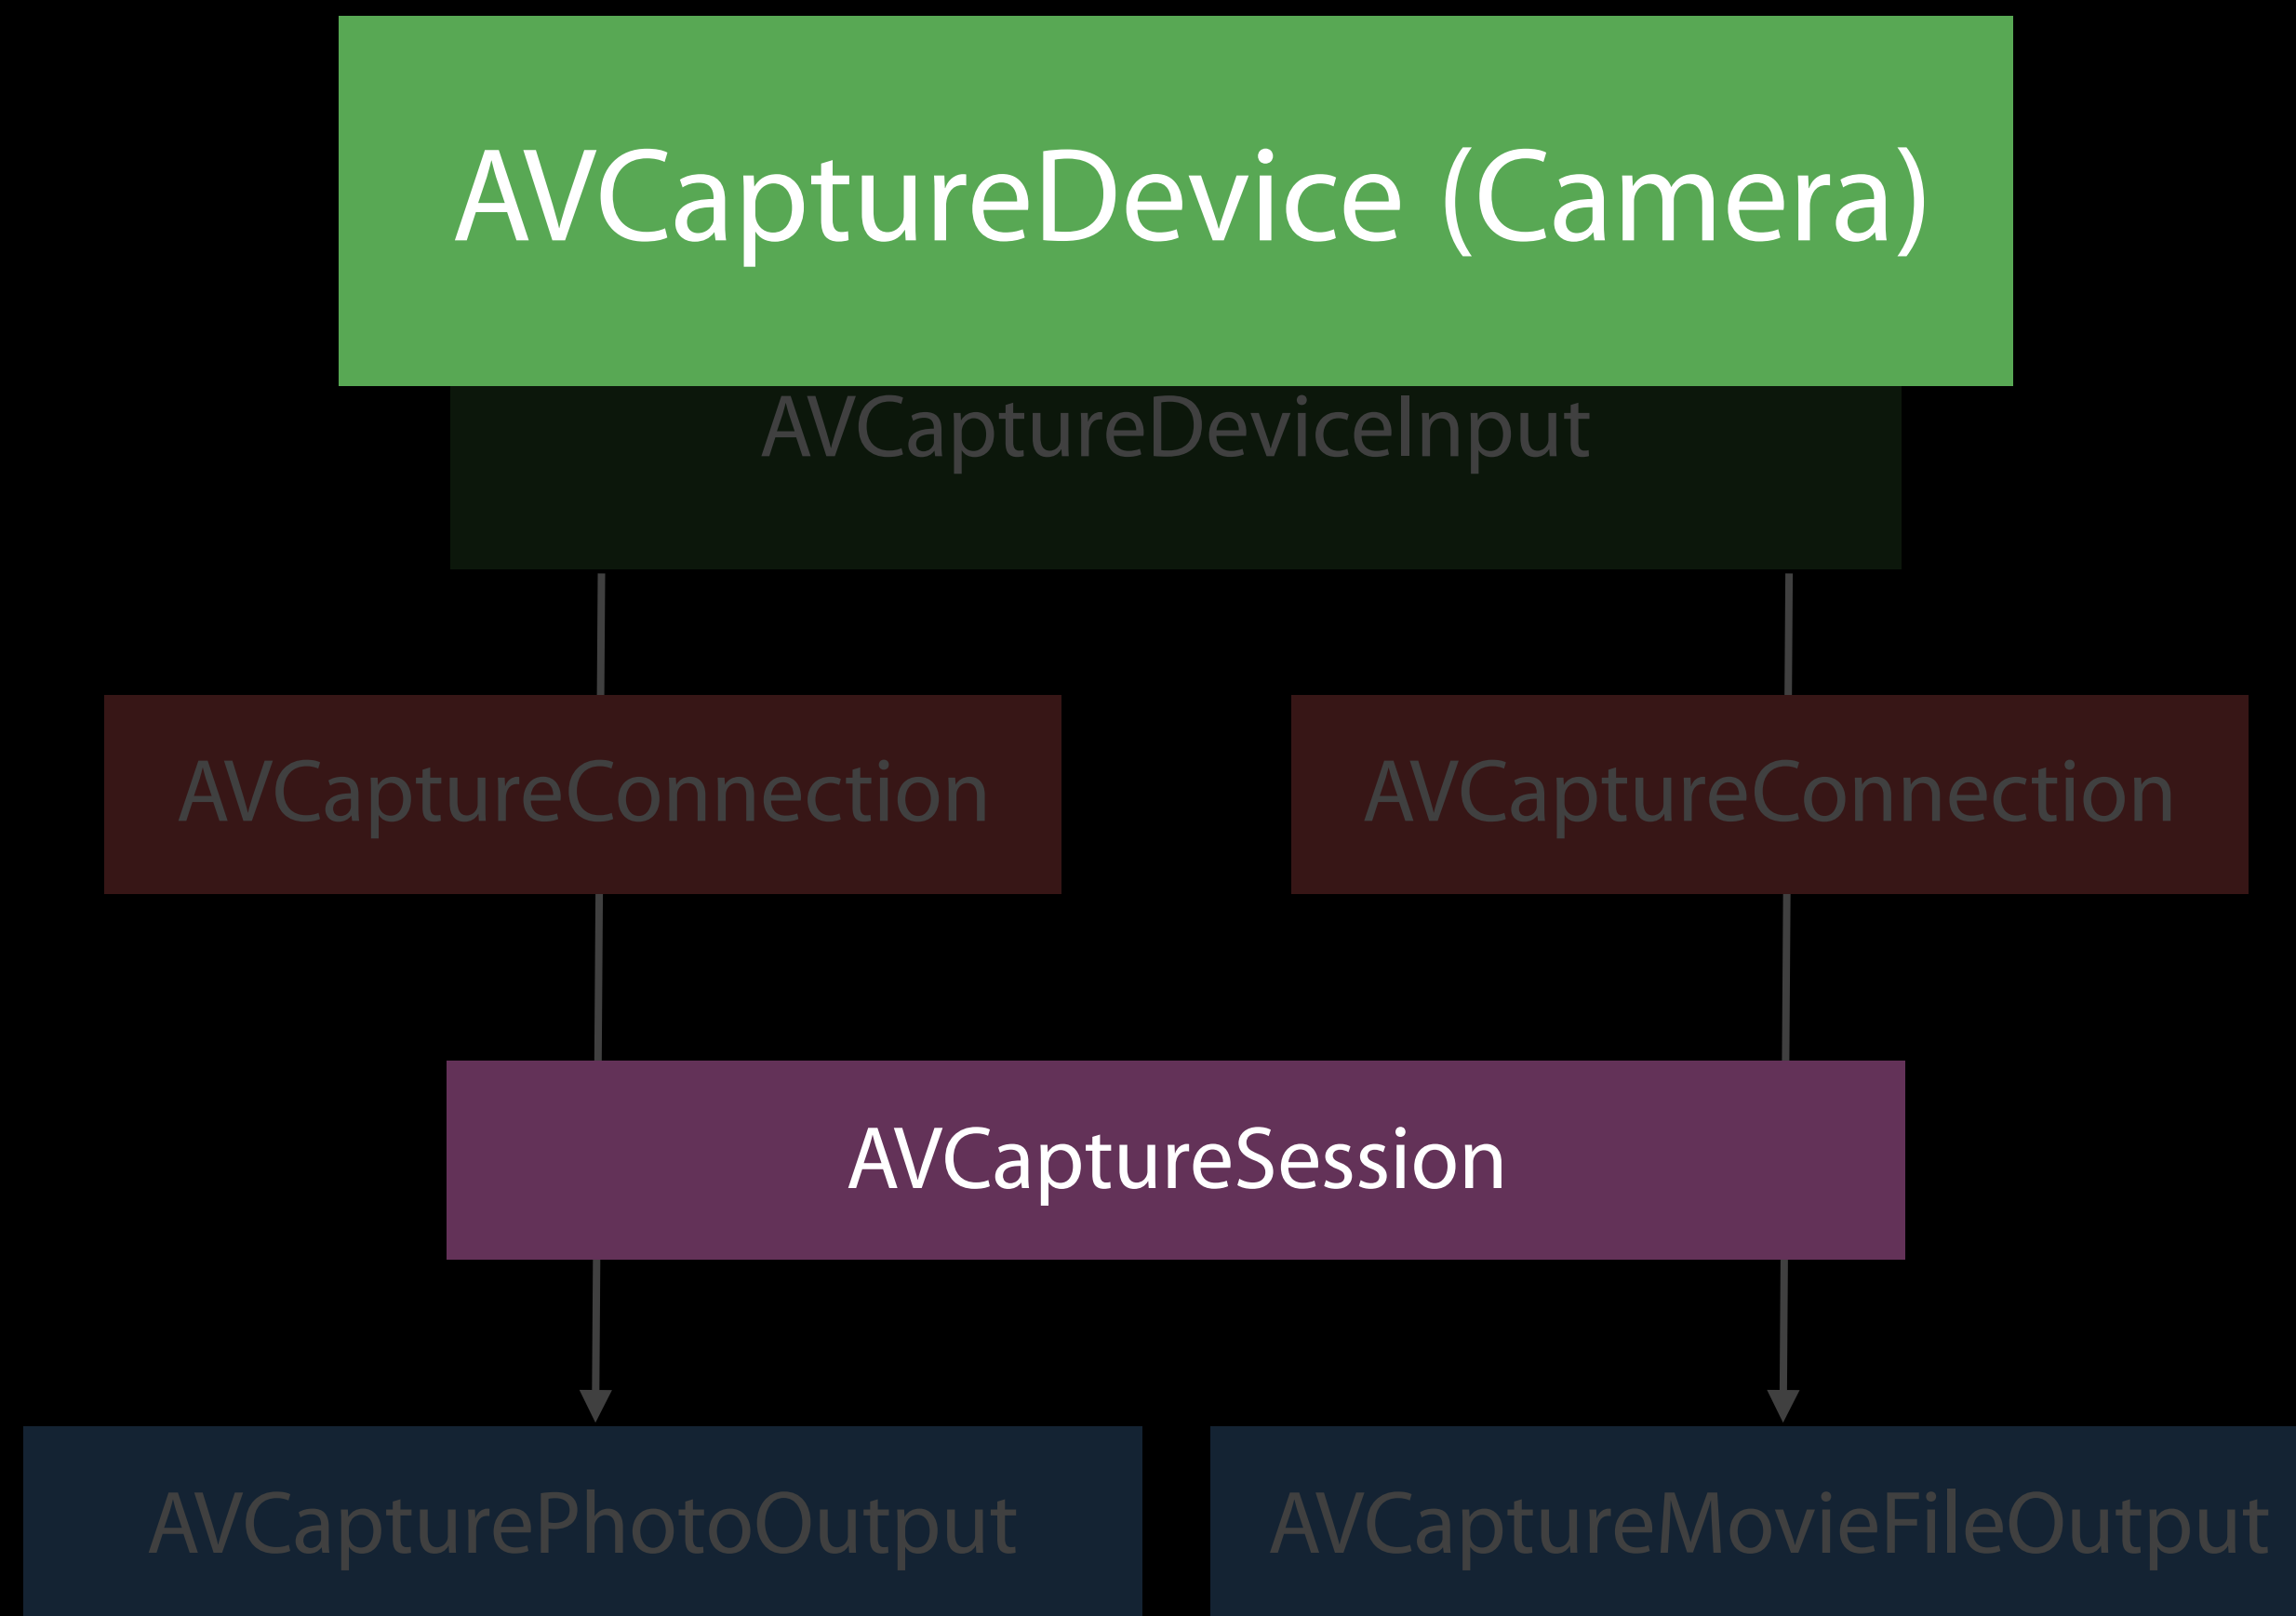 AVCaptureDevice (Camera)
AVCaptureDeviceInput
AVCaptureConnection
AVCaptureConnection
AVCaptureSession
AVCapturePhotoOutput
AVCaptureMovieFileOutput